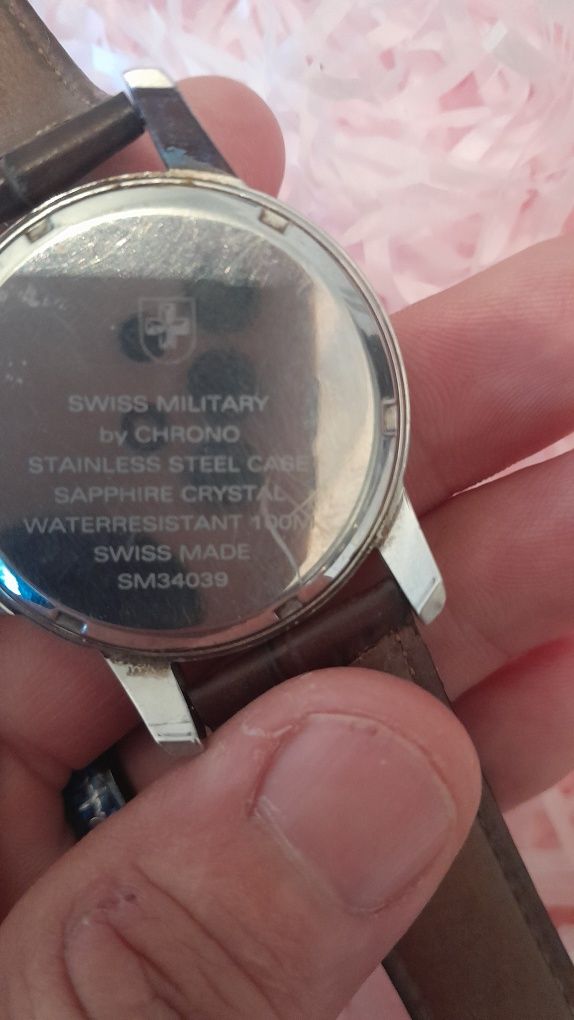 SWISS MILITARY
by CHRONO
STAINLESS STEEL CASE
SAPPHIRE CRYSTAL
WATERRESISTANT 100M
SWISS MADE
SM34039